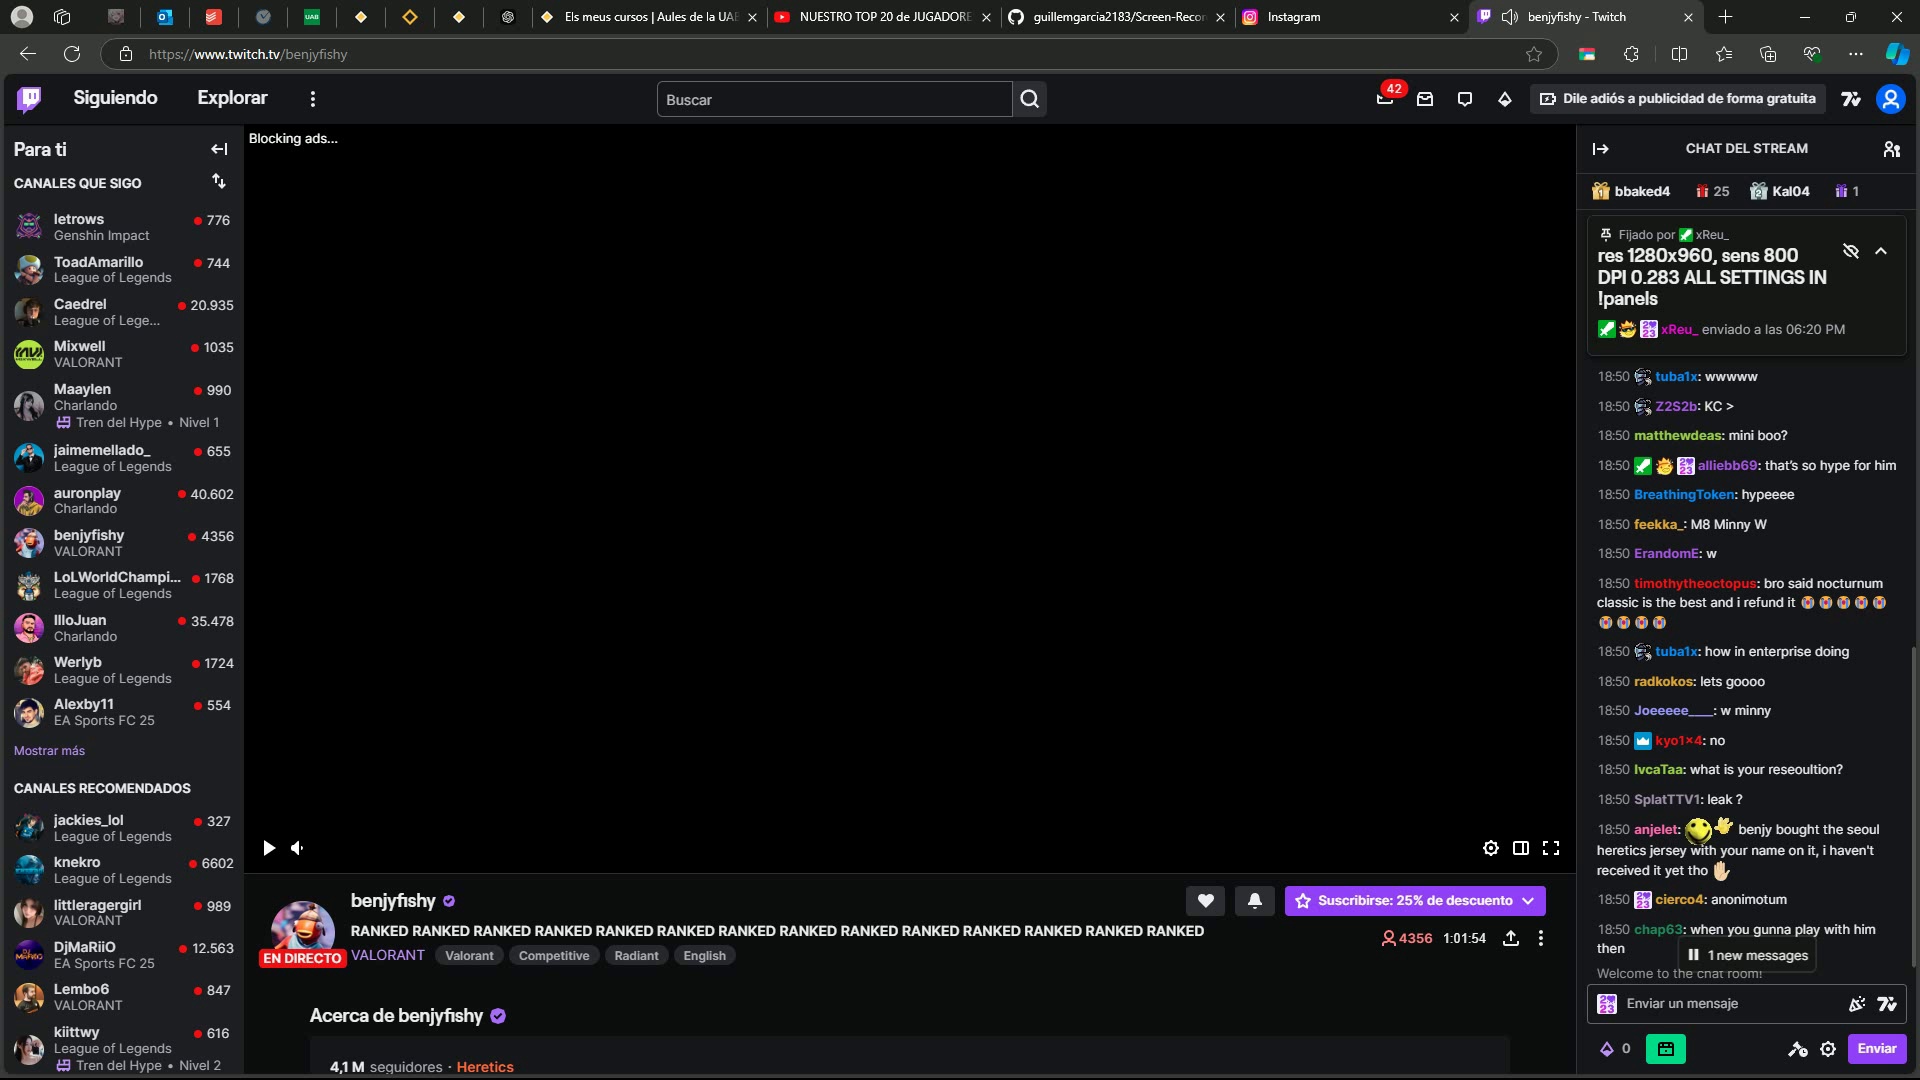 UAB
Els meus cursos | Aules de la UAB
NUESTRO TOP 20 de JUGADORE
guillemgarcia2183/Screen-Recor
Instagram
benjyfishy - Twitch
https://www.twitch.tv/benjyfishy
Siguiendo
Explorar
Buscar
42
Dile adiós a publicidad de forma gratuita
Para ti
CANALES QUE SIGO
letrows
776
Genshin Impact
ToadAmarillo
744
League of Legends
Caedrel
20.935
League of Lege...
Mixwell
1035
VALORANT
Maaylen
990
Charlando
Tren del Hype • Nivel 1
jaimemellado_
655
League of Legends
auronplay
40.602
Charlando
benjyfishy
4356
VALORANT
LoLWorldChampi...
1768
League of Legends
IlloJuan
35.478
Charlando
Werlyb
1724
League of Legends
Alexby11
554
EA Sports FC 25
Mostrar más
CANALES RECOMENDADOS
jackies_lol
327
League of Legends
knekro
6602
League of Legends
littleragergirl
989
VALORANT
DjMaRiiO
12.563
EA Sports FC 25
Lembo6
847
VALORANT
kiittwy
616
League of Legends
Tren del Hype • Nivel 2
Blocking ads...
benjyfishy
Suscribirse: 25% de descuento
RANKED RANKED RANKED RANKED RANKED RANKED RANKED RANKED RANKED RANKED RANKED RANKED RANKED RANKED
4356
1:01:54
EN DIRECTO
VALORANT
Valorant
Competitive
Radiant
English
Acerca de benjyfishy
4,1 M seguidores · Heretics
CHAT DEL STREAM
bbaked4
25
Kal04
1
Fijado por xReu_
res 1280x960, sens 800
DPI 0.283 ALL SETTINGS IN
!panels
xReu_ enviado a las 06:20 PM
18:50 tuba1x: wwwww
18:50 Z2S2b: KC >
18:50 matthewdeas: mini boo?
18:50 alliebb69: that's so hype for him
18:50 BreathingToken: hypeeee
18:50 feekka_: M8 Minny W
18:50 ErandomE: w
18:50 timothytheoctopus: bro said nocturnum
classic is the best and i refund it 😭😭😭😭😭
😭😭😭😭
18:50 tuba1x: how in enterprise doing
18:50 radkokos: lets goooo
18:50 Joeeeee____: w minny
18:50 kyo1x4: no
18:50 IvcaTaa: what is your reseoultion?
18:50 SplatTTV1: leak ?
18:50 anjelet: benjy bought the seoul
heretics jersey with your name on it, i haven't
received it yet tho
18:50 cierco4: anonimotum
18:50 chap63: when you gunna play with him
then
1 new messages
Welcome to the chat room!
Enviar un mensaje
0
Enviar